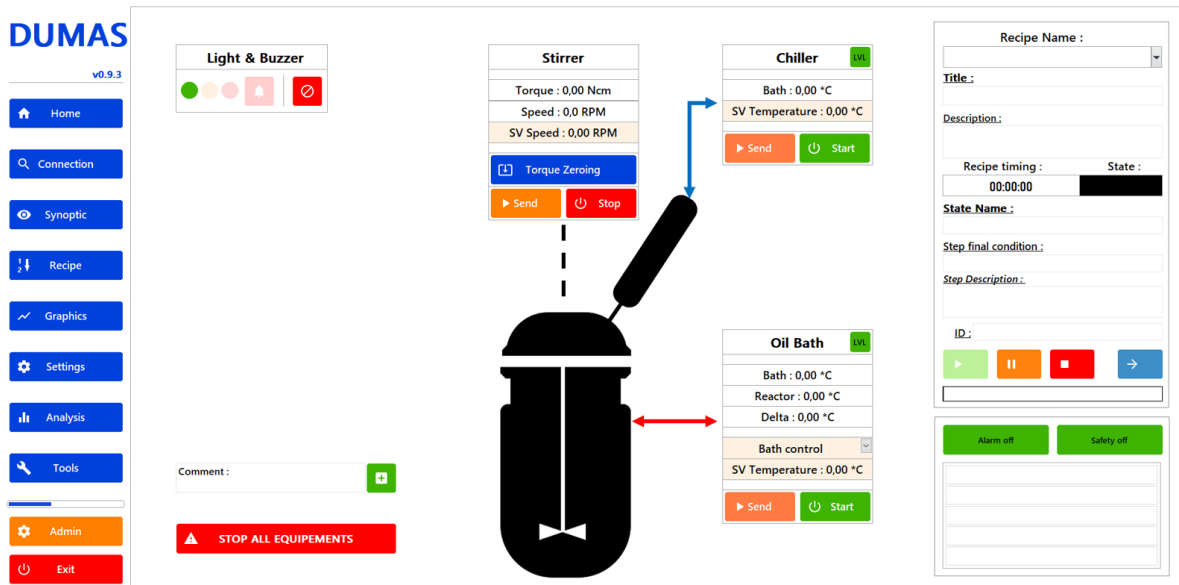 DUMAS
v0.9.3
Home
Connection
Synoptic
Recipe
Graphics
Settings
Analysis
Tools
Admin
Exit
Light & Buzzer
Comment :
STOP ALL EQUIPEMENTS
Stirrer
Torque : 0,00 Ncm
Speed : 0,0 RPM
SV Speed : 0,00 RPM
Torque Zeroing
Send
Stop
Chiller
LVL
Bath : 0,00 °C
SV Temperature : 0,00 °C
Send
Start
Oil Bath
LVL
Bath : 0,00 °C
Reactor : 0,00 °C
Delta : 0,00 °C
Bath control
SV Temperature : 0,00 °C
Send
Start
Recipe Name :
Title :
Description :
Recipe timing :
State :
00:00:00
State Name :
Step final condition :
Step Description :
ID :
Alarm off
Safety off